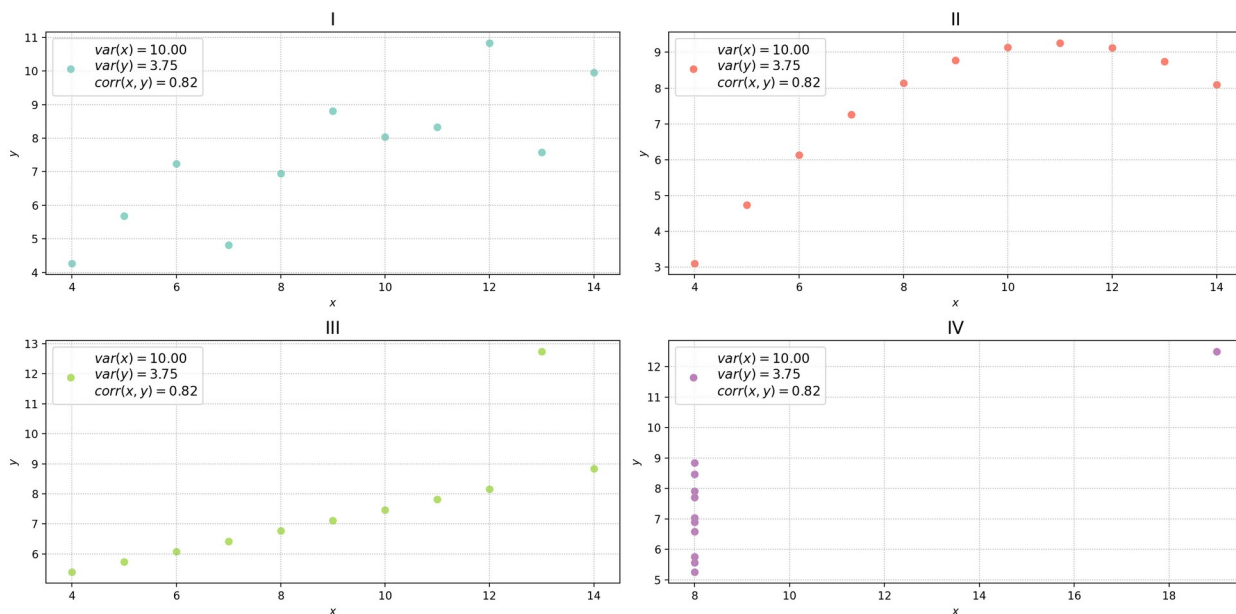 I
var(x) = 10.00
var(y) = 3.75
corr(x, y) = 0.82
11
10
9
8
7
6
5
4
y
4 6 8 10 12 14
x
II
var(x) = 10.00
var(y) = 3.75
corr(x, y) = 0.82
9
8
7
6
5
4
3
y
4 6 8 10 12 14
x
III
var(x) = 10.00
var(y) = 3.75
corr(x, y) = 0.82
13
12
11
10
9
8
7
6
y
4 6 8 10 12 14
x
IV
var(x) = 10.00
var(y) = 3.75
corr(x, y) = 0.82
12
11
10
9
8
7
6
5
y
8 10 12 14 16 18
x